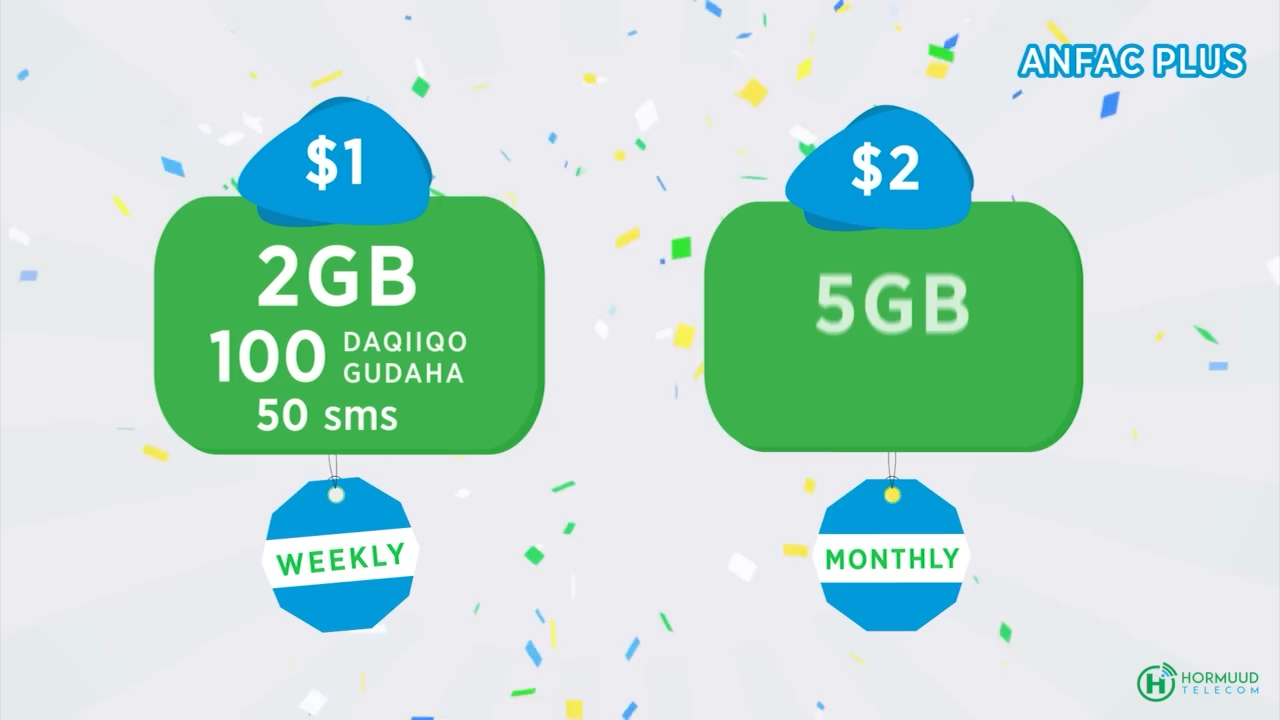 ANFAC PLUS
$1
2GB
100 DAQIIQO
GUDAHA
50 sms
WEEKLY
$2
5GB
MONTHLY
HORMUUD
TELECOM